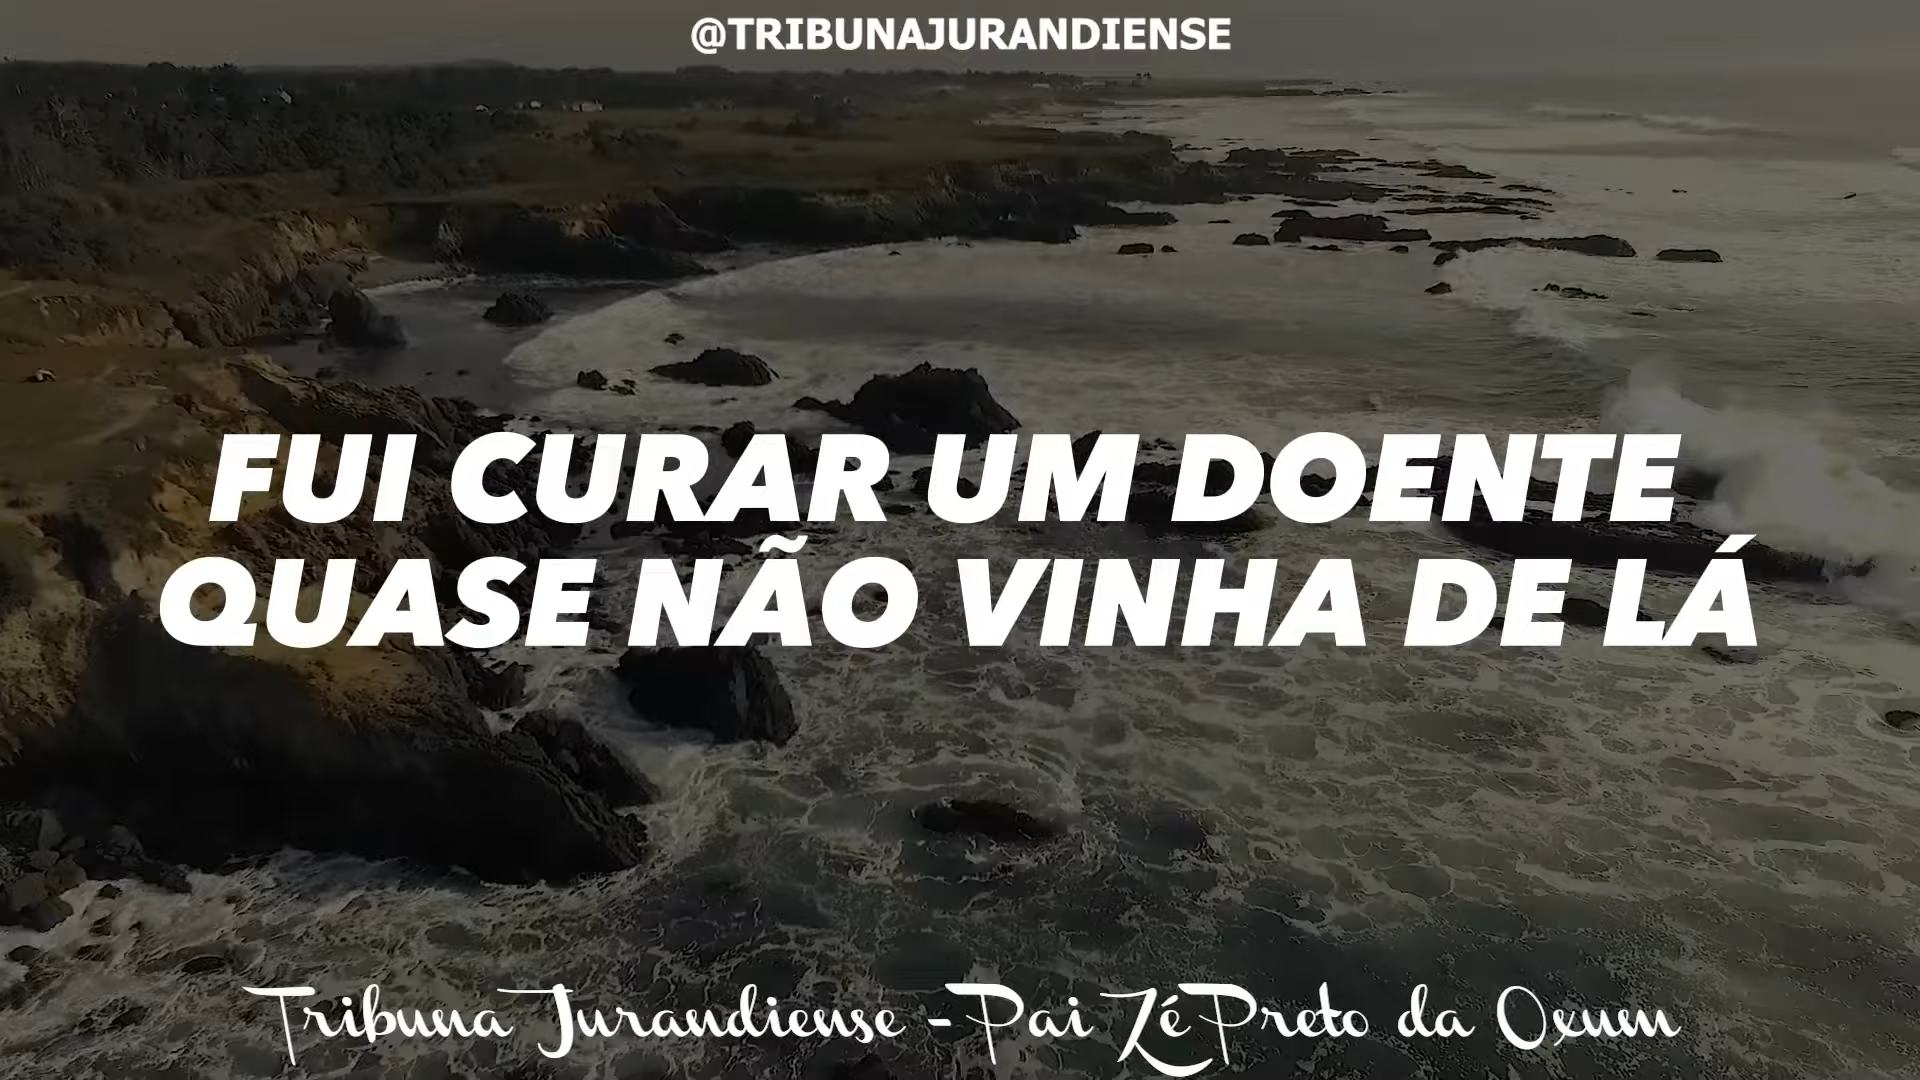 @TRIBUNAJURANDIENSE
FUI CURAR UM DOENTE
QUASE NÃO VINHA DE LÁ
Tribuna Jurandiense - Pai Zé Preto da Oxum